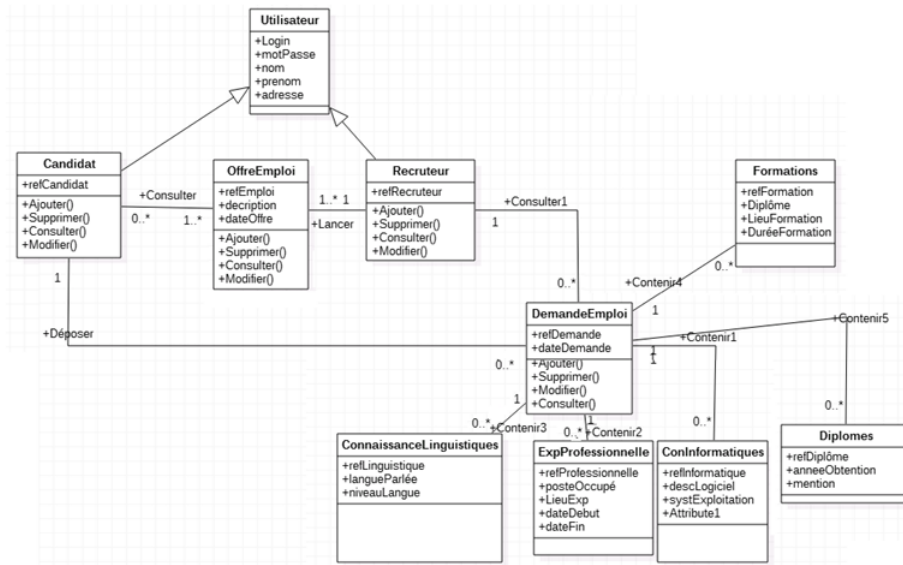 Utilisateur
+Login
+motPasse
+nom
+prenom
+adresse
Candidat
+refCandidat
+Ajouter()
+Supprimer()
+Consulter()
+Modifier()
+Consulter
0..*
1..*
OffreEmploi
+refEmploi
+decription
+dateOffre
+Ajouter()
+Supprimer()
+Consulter()
+Modifier()
1..*
1
+Lancer
Recruteur
+refRecruteur
+Ajouter()
+Supprimer()
+Consulter()
+Modifier()
+Consulter1
1
0..*
Formations
+refFormation
+Diplôme
+LieuFormation
+DuréeFormation
0..*
+Contenir4
1
1
+Déposer
0..*
DemandeEmploi
+refDemande
+dateDemande
+Ajouter()
+Supprimer()
+Modifier()
+Consulter()
+Contenir5
+Contenir1
1
1
0..*
0..*
1
0..*
+Contenir3
1
0..*
+Contenir2
ConnaissanceLinguistiques
+refLinguistique
+langueParlée
+niveauLangue
ExpProfessionnelle
+refProfessionnelle
+posteOccupé
+LieuExp
+dateDebut
+dateFin
ConInformatiques
+refInformatique
+descLogiciel
+systExploitation
+Attribute1
Diplomes
+refDiplôme
+anneeObtention
+mention